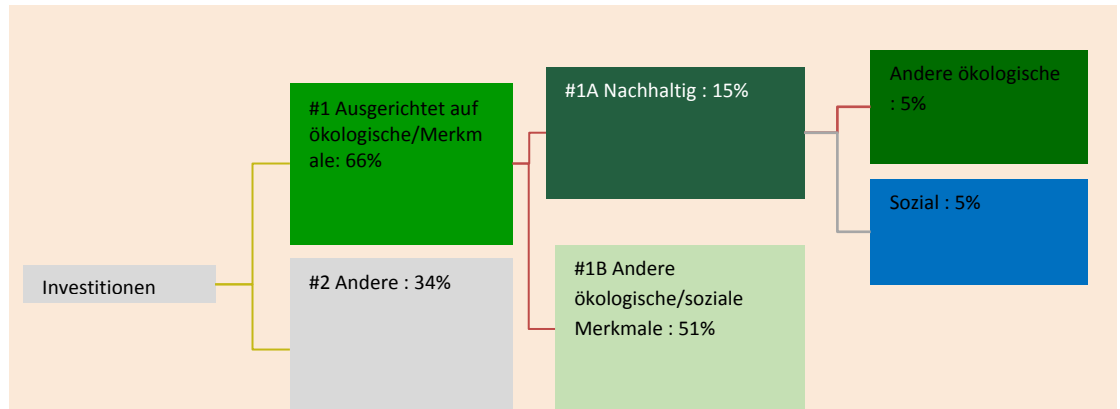 Investitionen
#1 Ausgerichtet auf
ökologische/Merkm
ale: 66%
#2 Andere : 34%
#1A Nachhaltig : 15%
#1B Andere
ökologische/soziale
Merkmale : 51%
Andere ökologische
: 5%
Sozial : 5%